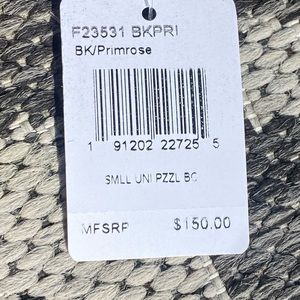 F23531 BKPRI
BK/Primrose
1 91202 22725 5
SMLL UNI PZZL BC
MFSRP $150.00